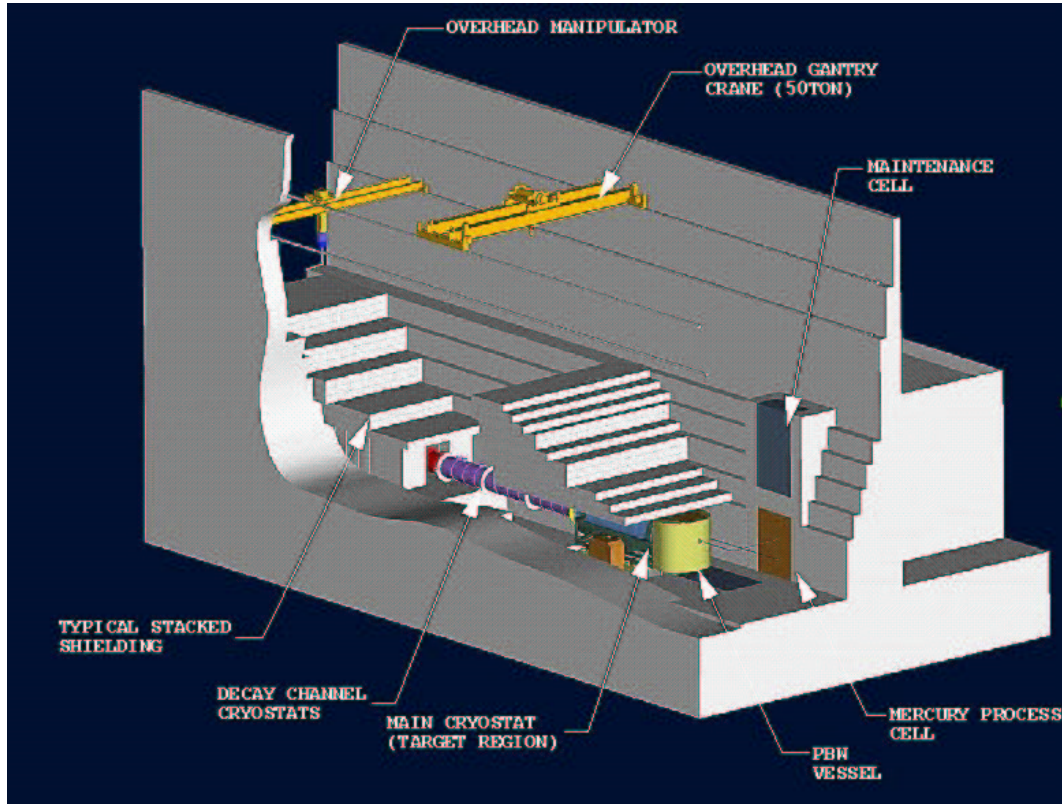 OVERHEAD MANIPULATOR
OVERHEAD GANTRY
CRANE (50TON)
MAINTENANCE
CELL
TYPICAL STACKED
SHIELDING
DECAY CHANNEL
CRYOSTATS
MAIN CRYOSTAT
(TARGET REGION)
MERCURY PROCESS
CELL
PBW
VESSEL